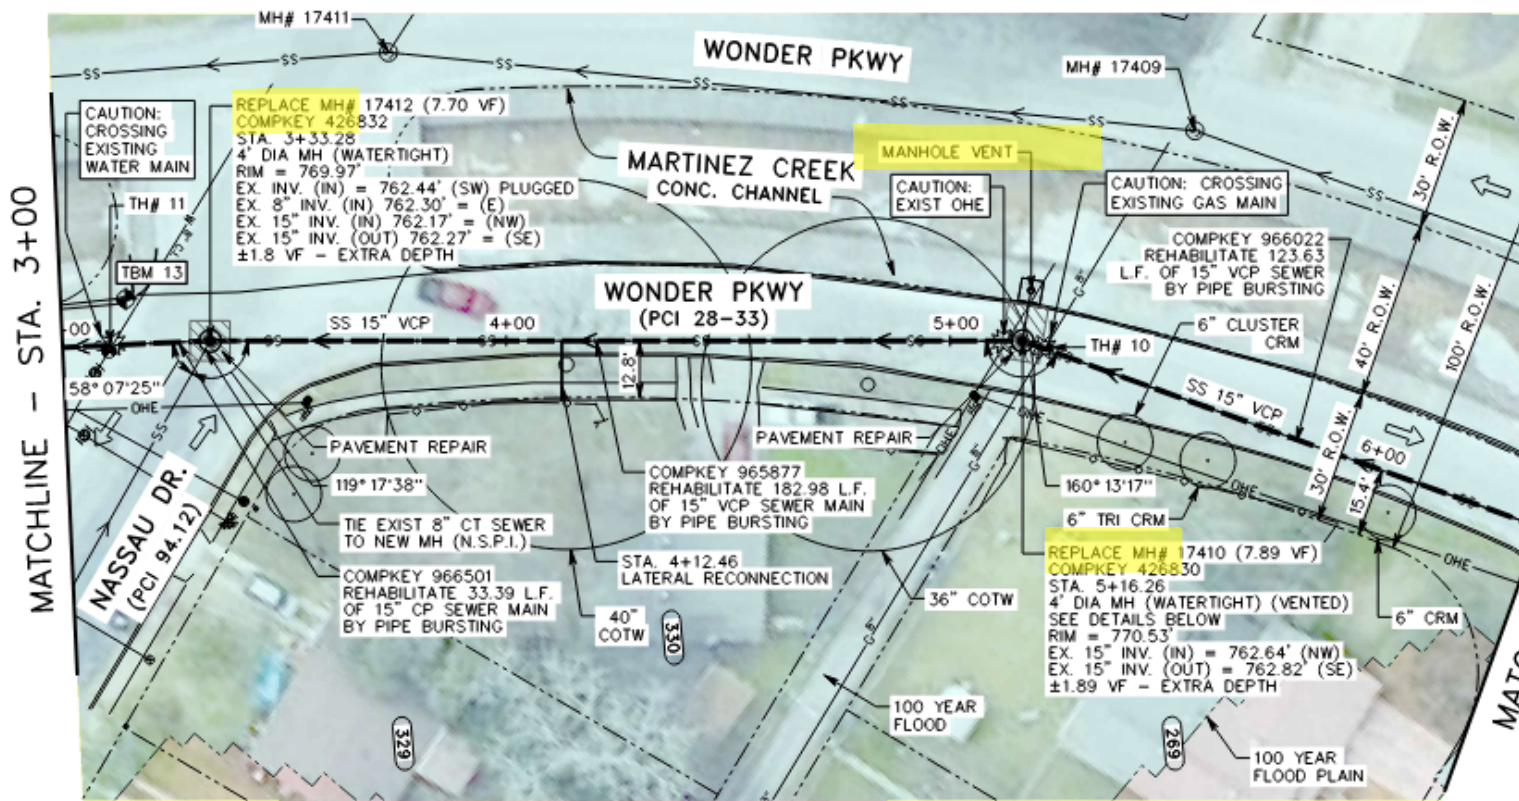 MH# 17411
WONDER PKWY
MH# 17409
CAUTION:
CROSSING
EXISTING
WATER MAIN
REPLACE MH# 17412 (7.70 VF)
COMPKEY 426832
STA. 3+33.28
4' DIA MH (WATERTIGHT)
RIM = 769.97'
EX. INV. (IN) = 762.44' (SW) PLUGGED
EX. 8" INV. (IN) 762.30' = (E)
EX. 15" INV. (IN) 762.17' = (NW)
EX. 15" INV. (OUT) 762.27' = (SE)
±1.8 VF - EXTRA DEPTH
MARTINEZ CREEK
CONC. CHANNEL
MANHOLE VENT
CAUTION:
EXIST OHE
CAUTION: CROSSING
EXISTING GAS MAIN
COMPKEY 966022
REHABILITATE 123.63
L.F. OF 15" VCP SEWER
BY PIPE BURSTING
30' R.O.W.
40' R.O.W.
100' R.O.W.
30' R.O.W.
15.4'
MATCHLINE - STA. 3+00
TH# 11
TBM 13
WONDER PKWY
(PCI 28-33)
+00
SS 15" VCP
4+00
5+00
6" CLUSTER
CRM
TH# 10
SS 15" VCP
6+00
12.8'
58° 07'25"
OHE
SS
PAVEMENT REPAIR
PAVEMENT REPAIR
OHE
OHE
OHE
OHE
119° 17'38"
COMPKEY 965877
REHABILITATE 182.98 L.F.
OF 15" VCP SEWER MAIN
BY PIPE BURSTING
160° 13'17"
6" TRI CRM
NASSAU DR.
(PCI 94.12)
TIE EXIST 8" CT SEWER
TO NEW MH (N.S.P.I.)
STA. 4+12.46
LATERAL RECONNECTION
COMPKEY 966501
REHABILITATE 33.39 L.F.
OF 15" CP SEWER MAIN
BY PIPE BURSTING
40"
COTW
36" COTW
REPLACE MH# 17410 (7.89 VF)
COMPKEY 426830
STA. 5+16.26
4' DIA MH (WATERTIGHT) (VENTED)
SEE DETAILS BELOW
RIM = 770.53'
EX. 15" INV. (IN) = 762.64' (NW)
EX. 15" INV. (OUT) = 762.82' (SE)
±1.89 VF - EXTRA DEPTH
6" CRM
330
329
269
100 YEAR
FLOOD
100 YEAR
FLOOD PLAIN
MATC